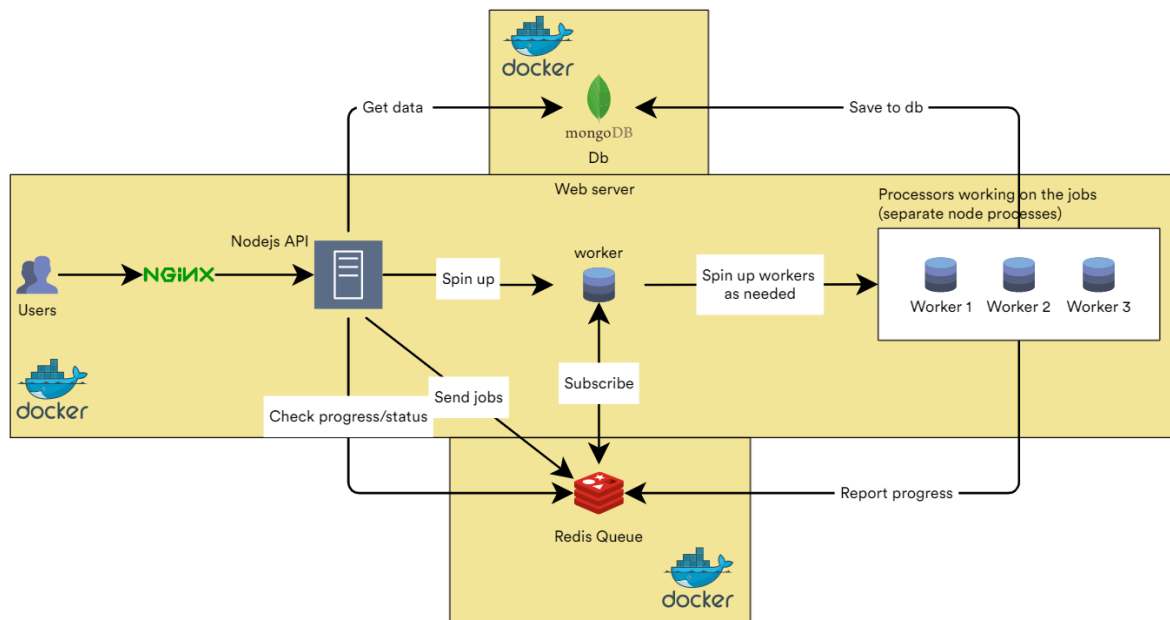 docker
Get data
mongoDB
Save to db
Db
Web server
Processors working on the jobs
(separate node processes)
Nodejs API
worker
NGINX
Spin up
Spin up workers
as needed
Users
Worker 1
Worker 2
Worker 3
docker
Send jobs
Subscribe
Check progress/status
Report progress
Redis Queue
docker